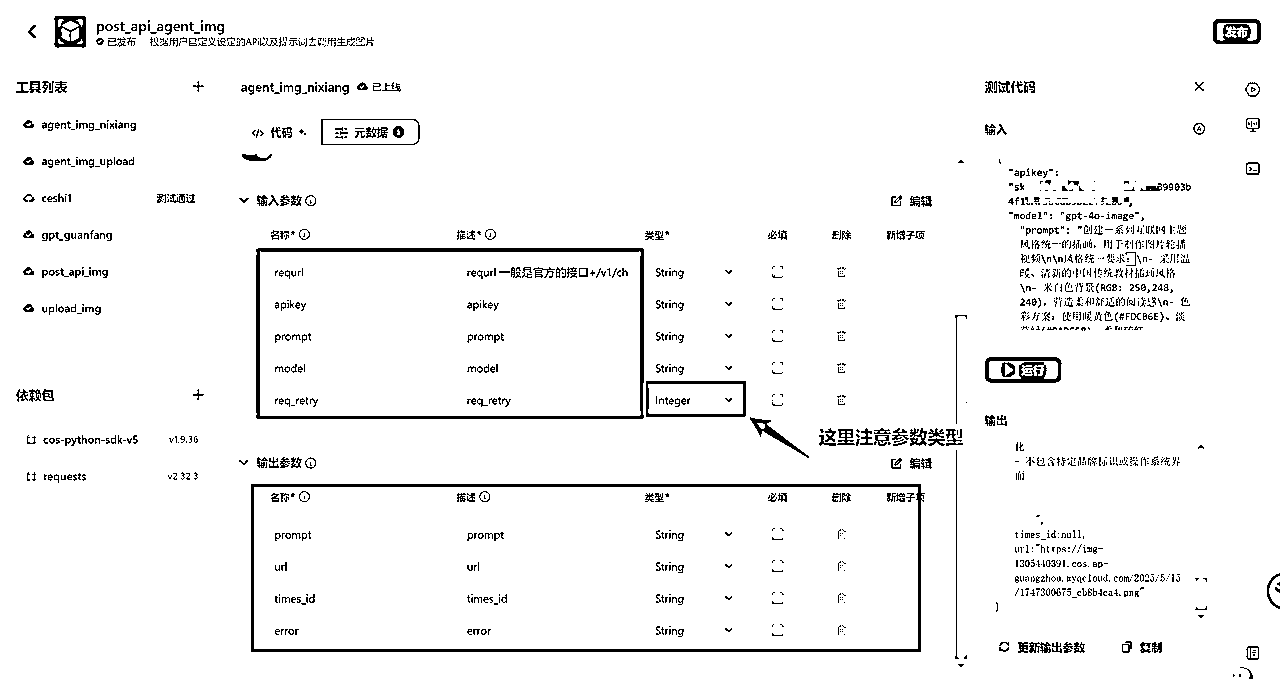 post_api_agent_img
已发布 根据用户自定义设定的API以及提示词去调用生成图片
发布
工具列表 +
agent_img_nixiang
agent_img_upload
ceshi1 测试通过
gpt_guanfang
post_api_img
upload_img
依赖包 +
cos-python-sdk-v5 v1.9.36
requests v2.32.3
agent_img_nixiang 已上线
代码
元数据
输入参数
编辑
名称* 描述* 类型* 必填 删除 新增子项
requrl requrl 一般是官方的接口+/v1/ch String
apikey apikey String
prompt prompt String
model model String
req_retry req_retry Integer
这里注意参数类型
输出参数
编辑
名称* 描述* 类型* 必填 删除 新增子项
prompt prompt String
url url String
times_id times_id String
error error String
测试代码
输入
"apikey":
"sk
"model": "gpt-4o-image",
"prompt": "创建一系列互联网主题
风格统一的插画，用于制作图片轮播
视频\n\n风格统一要求：\n- 采用温
暖、清新的中国传统教材插画风格
\n- 米白色背景(RGB: 250,248,
240)，营造柔和舒适的阅读感\n- 色
彩方案：使用暖黄色(#FDCB6E)、淡
运行
输出
化
- 不包含特定品牌标识或操作系统界
面
",
times_id:null,
url:"https://img-
1305440391.cos.ap-
guangzhou.myqcloud.com/2025/5/15
/1747300675_cb8b4ca4.png"
}
更新输出参数
复制